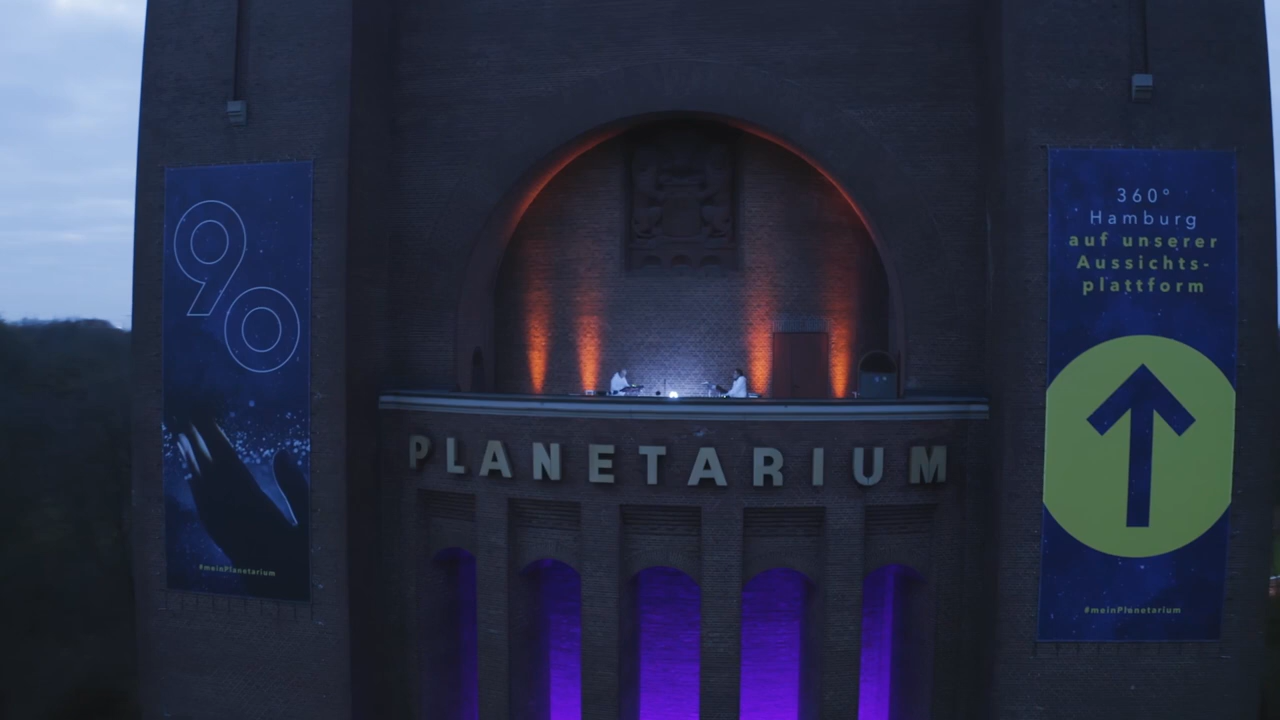 90
#meinPlanetarium
PLANETARIUM
360°
Hamburg
auf unserer
Aussichts-
plattform
#meinPlanetarium